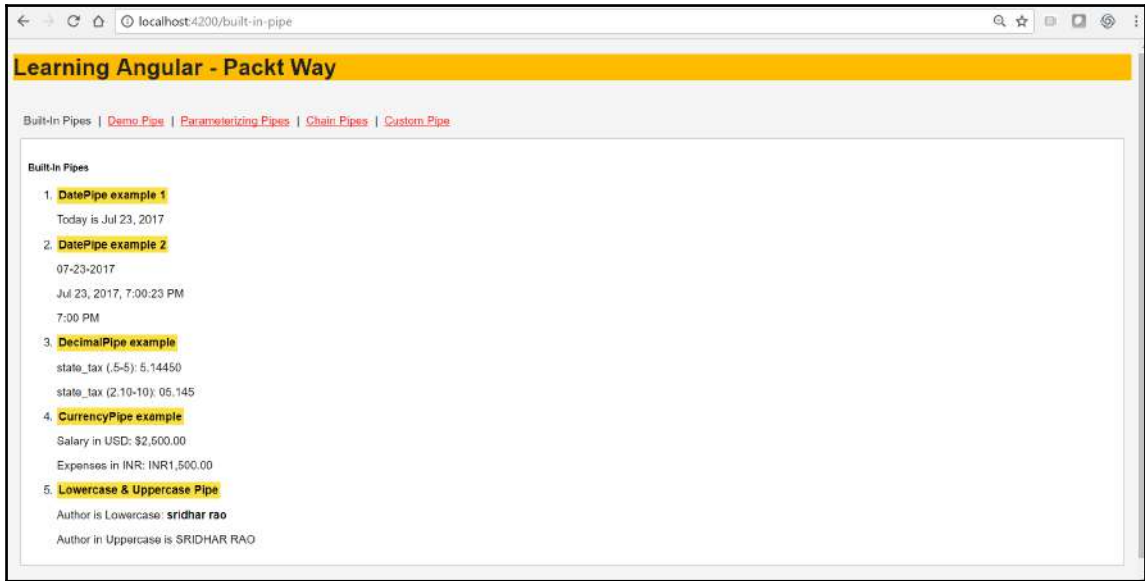 localhost:4200/built-in-pipe
Learning Angular - Packt Way
Built-In Pipes | Demo Pipe | Parameterizing Pipes | Chain Pipes | Custom Pipe
Built-In Pipes
1. DatePipe example 1
Today is Jul 23, 2017
2. DatePipe example 2
07-23-2017
Jul 23, 2017, 7:00:23 PM
7:00 PM
3. DecimalPipe example
state_tax (.5-5): 5.14450
state_tax (2.10-10): 05.145
4. CurrencyPipe example
Salary in USD: $2,500.00
Expenses in INR: INR1,500.00
5. Lowercase & Uppercase Pipe
Author is Lowercase: sridhar rao
Author in Uppercase is SRIDHAR RAO